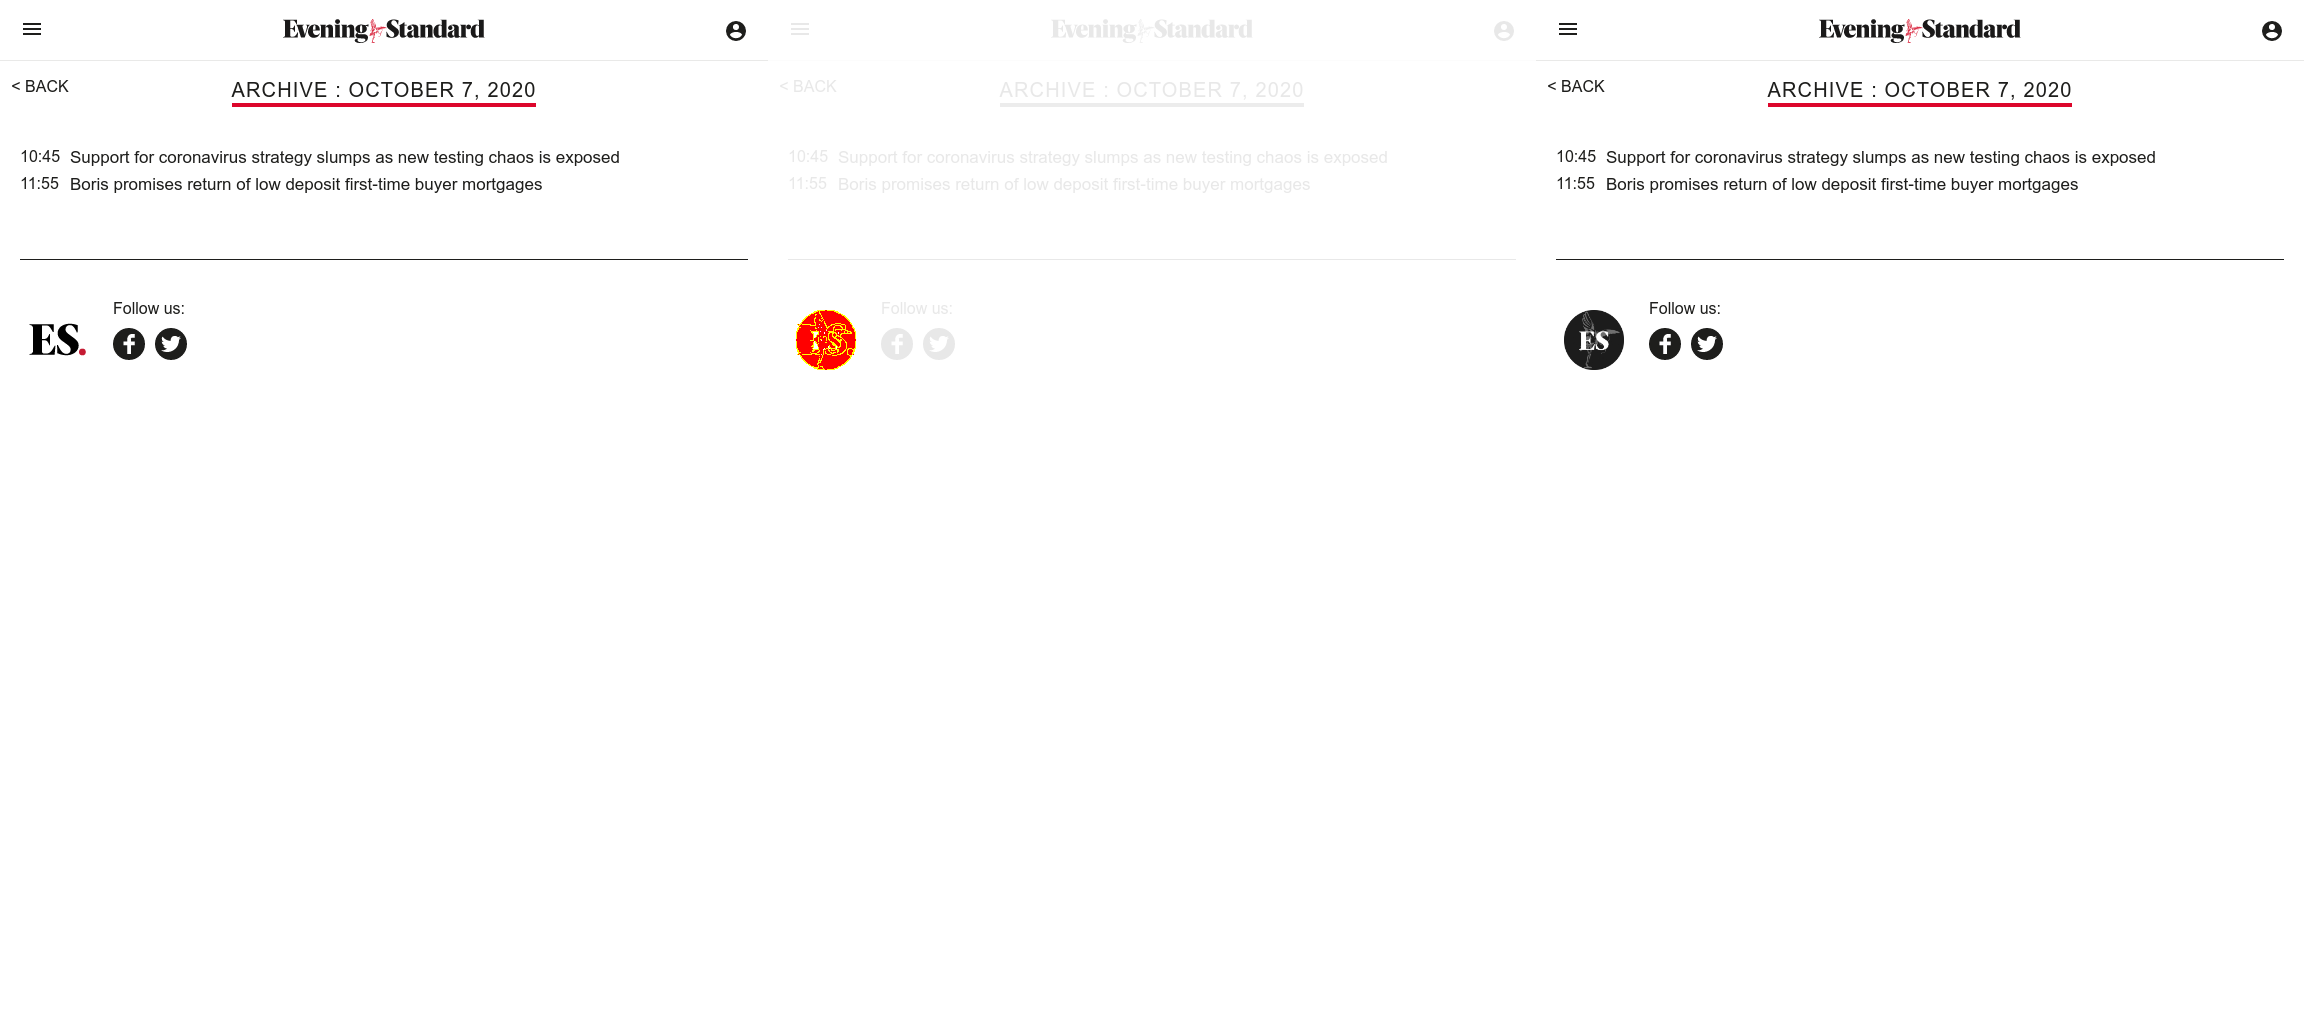 Evening Standard
< BACK
ARCHIVE : OCTOBER 7, 2020
10:45 Support for coronavirus strategy slumps as new testing chaos is exposed
11:55 Boris promises return of low deposit first-time buyer mortgages
Follow us:
ES.
Evening Standard
< BACK
ARCHIVE : OCTOBER 7, 2020
10:45 Support for coronavirus strategy slumps as new testing chaos is exposed
11:55 Boris promises return of low deposit first-time buyer mortgages
Follow us:
ES
Evening Standard
< BACK
ARCHIVE : OCTOBER 7, 2020
10:45 Support for coronavirus strategy slumps as new testing chaos is exposed
11:55 Boris promises return of low deposit first-time buyer mortgages
Follow us:
ES